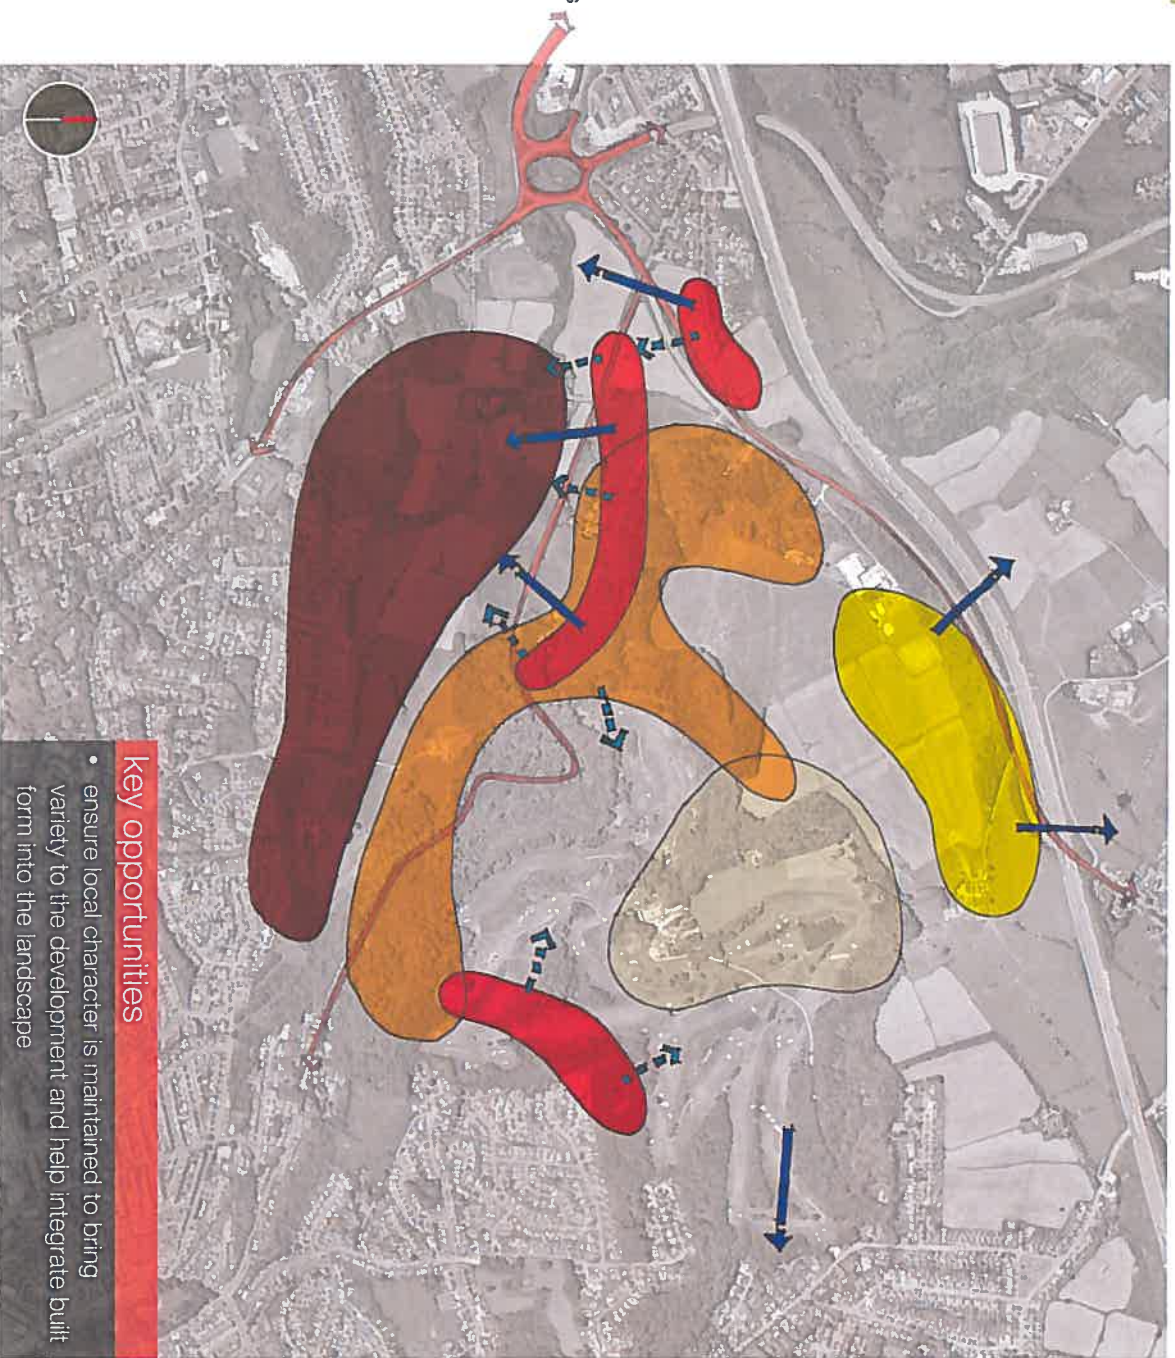 key opportunities
• ensure local character is maintained to bring
variety to the development and help integrate built
form into the landscape